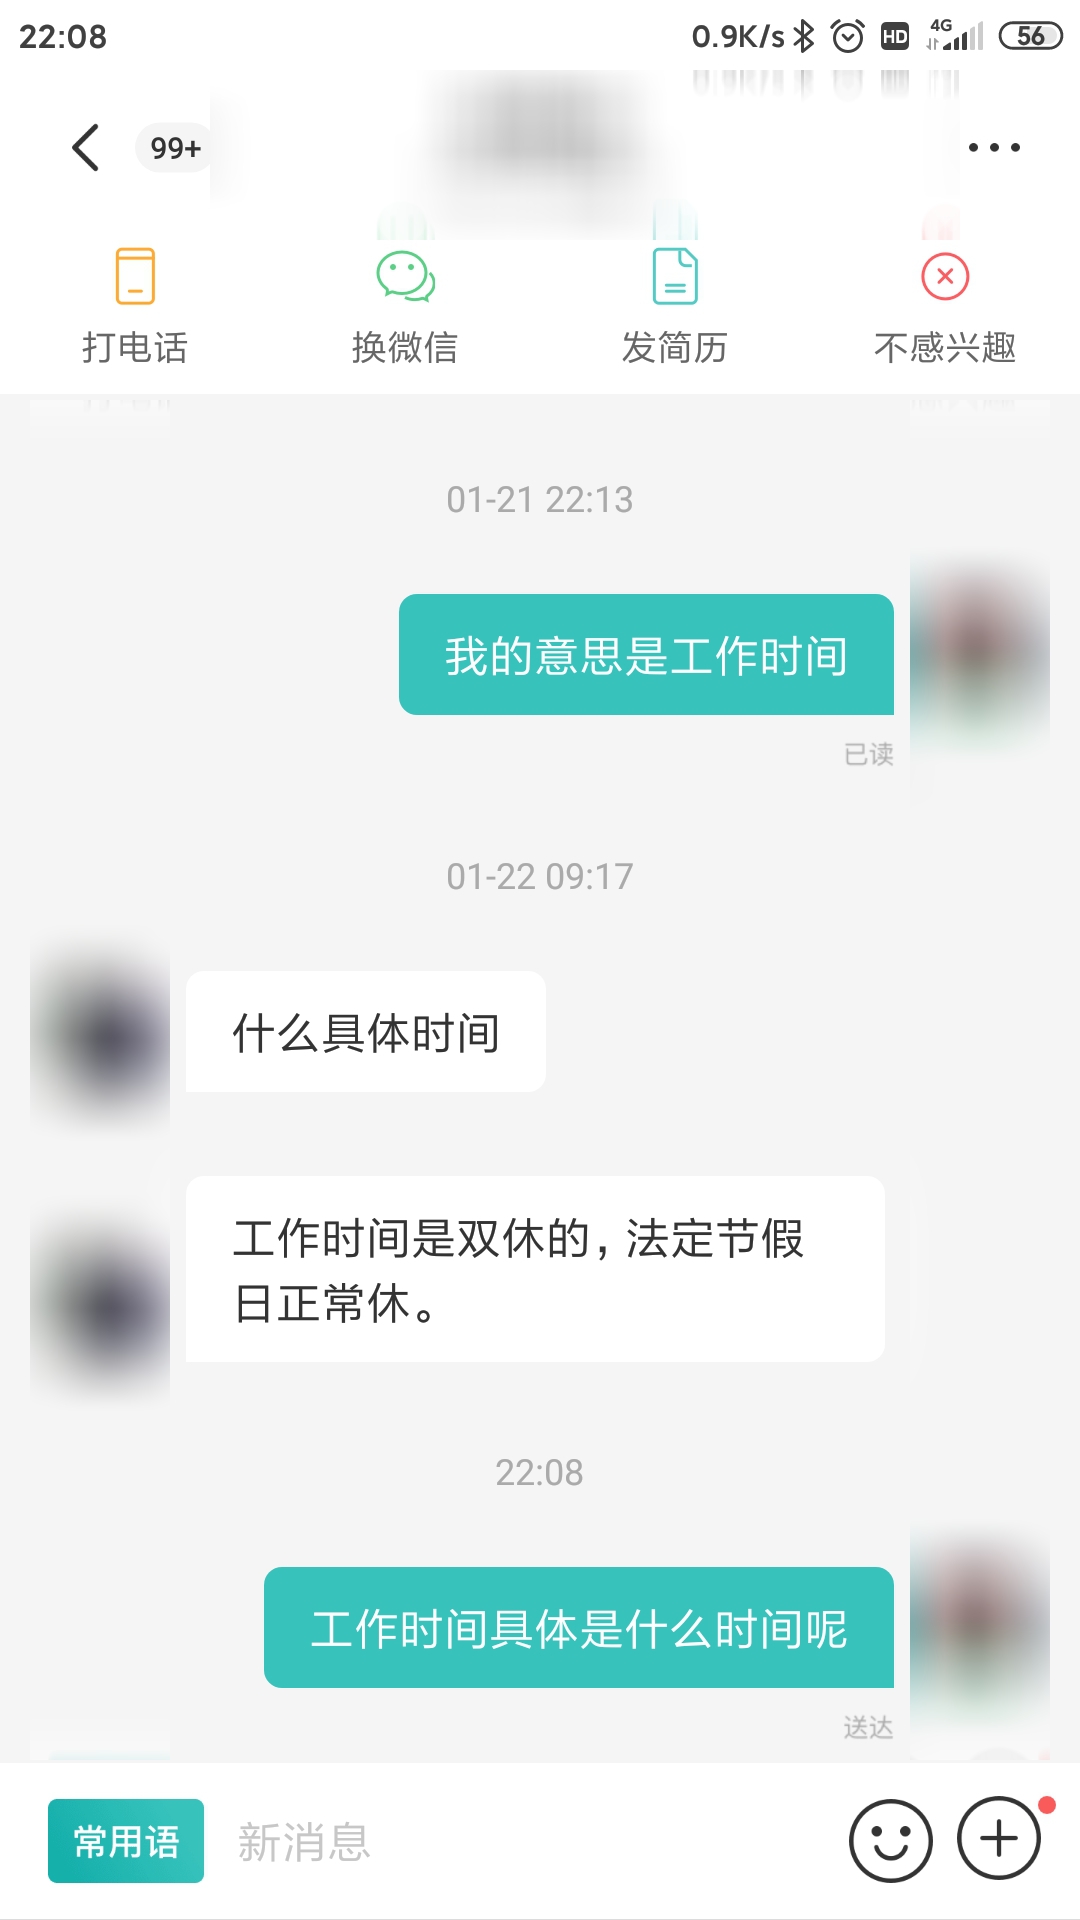 22:08
0.9K/s HD 4G 56
99+
打电话
换微信
发简历
不感兴趣
01-21 22:13
我的意思是工作时间
已读
01-22 09:17
什么具体时间
工作时间是双休的，法定节假
日正常休。
22:08
工作时间具体是什么时间呢
送达
常用语
新消息